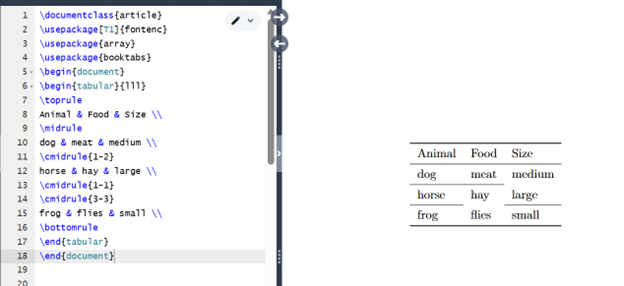 1 \documentclass{article}
2 \usepackage[T1]{fontenc}
3 \usepackage{array}
4 \usepackage{booktabs}
5 \begin{document}
6 \begin{tabular}{lll}
7 \toprule
8 Animal & Food & Size \\
9 \midrule
10 dog & meat & medium \\
11 \cmidrule{1-2}
12 horse & hay & large \\
13 \cmidrule{1-1}
14 \cmidrule{3-3}
15 frog & flies & small \\
16 \bottomrule
17 \end{tabular}
18 \end{document}
19
20
Animal Food Size
dog meat medium
horse hay large
frog flies small